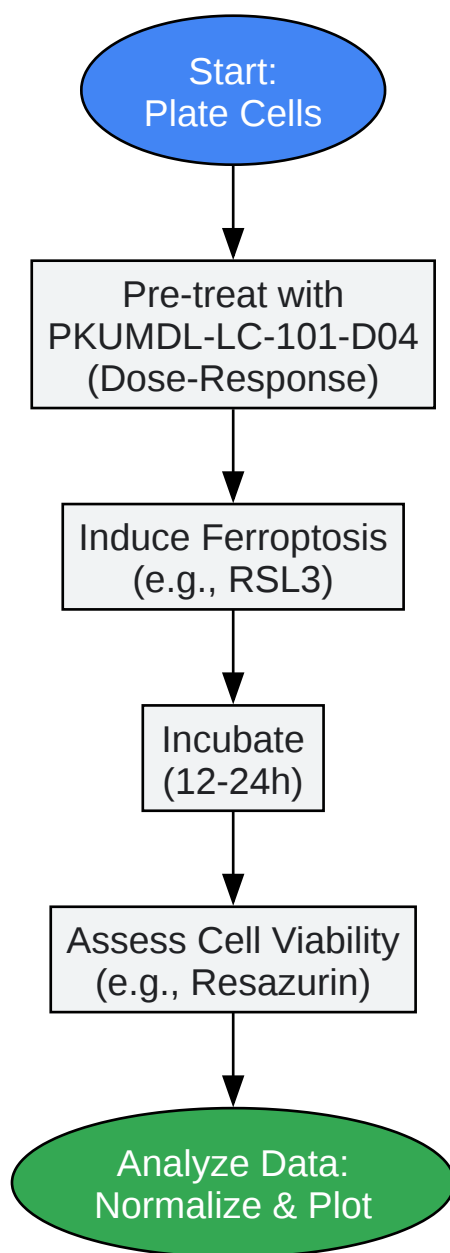 Start:
Plate Cells
Pre-treat with
PKUMDL-LC-101-D04
(Dose-Response)
Induce Ferroptosis
(e.g., RSL3)
Incubate
(12-24h)
Assess Cell Viability
(e.g., Resazurin)
Analyze Data:
Normalize & Plot